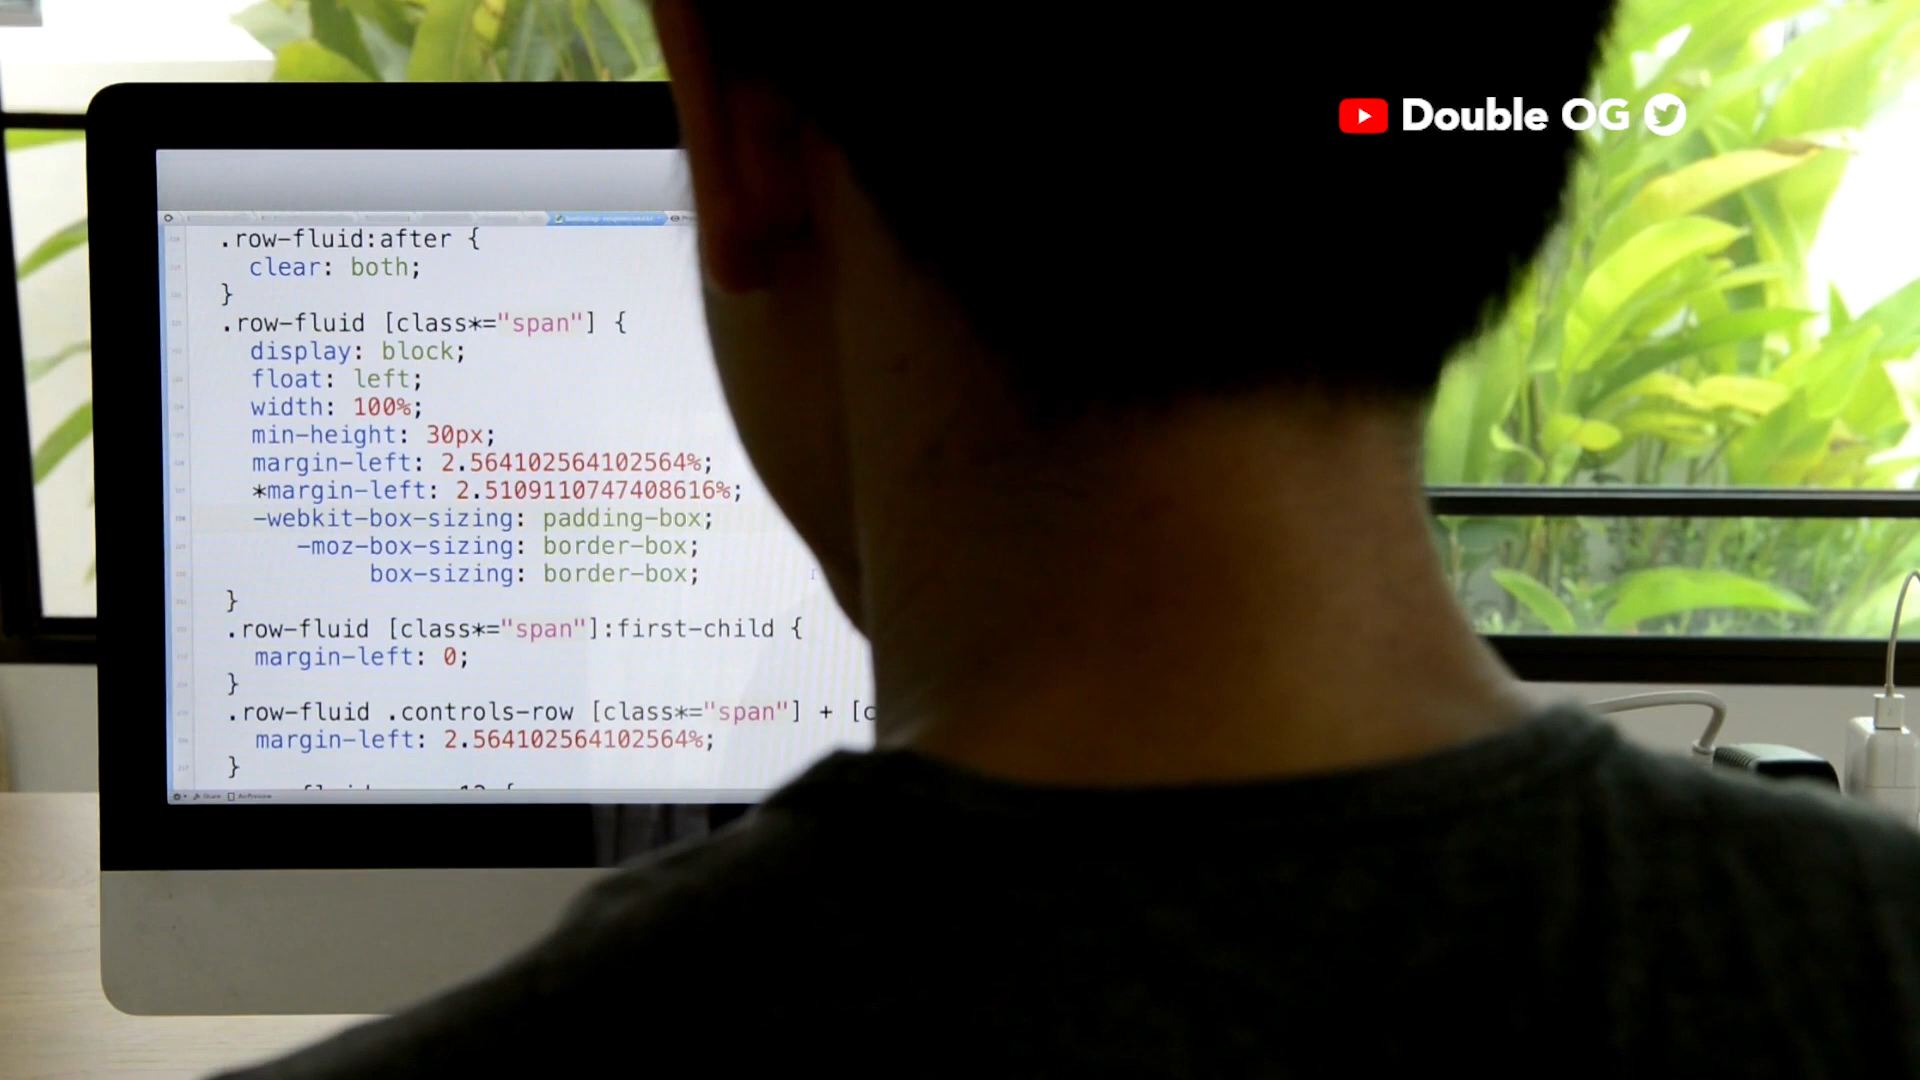 Double OG
.row-fluid:after {
clear: both;
}
.row-fluid [class*="span"] {
display: block;
float: left;
width: 100%;
min-height: 30px;
margin-left: 2.564102564102564%;
*margin-left: 2.5109110747408616%;
-webkit-box-sizing: padding-box;
-moz-box-sizing: border-box;
box-sizing: border-box;
}
.row-fluid [class*="span"]:first-child {
margin-left: 0;
}
.row-fluid .controls-row [class*="span"] + [c
margin-left: 2.564102564102564%;
}
Share AirPreview